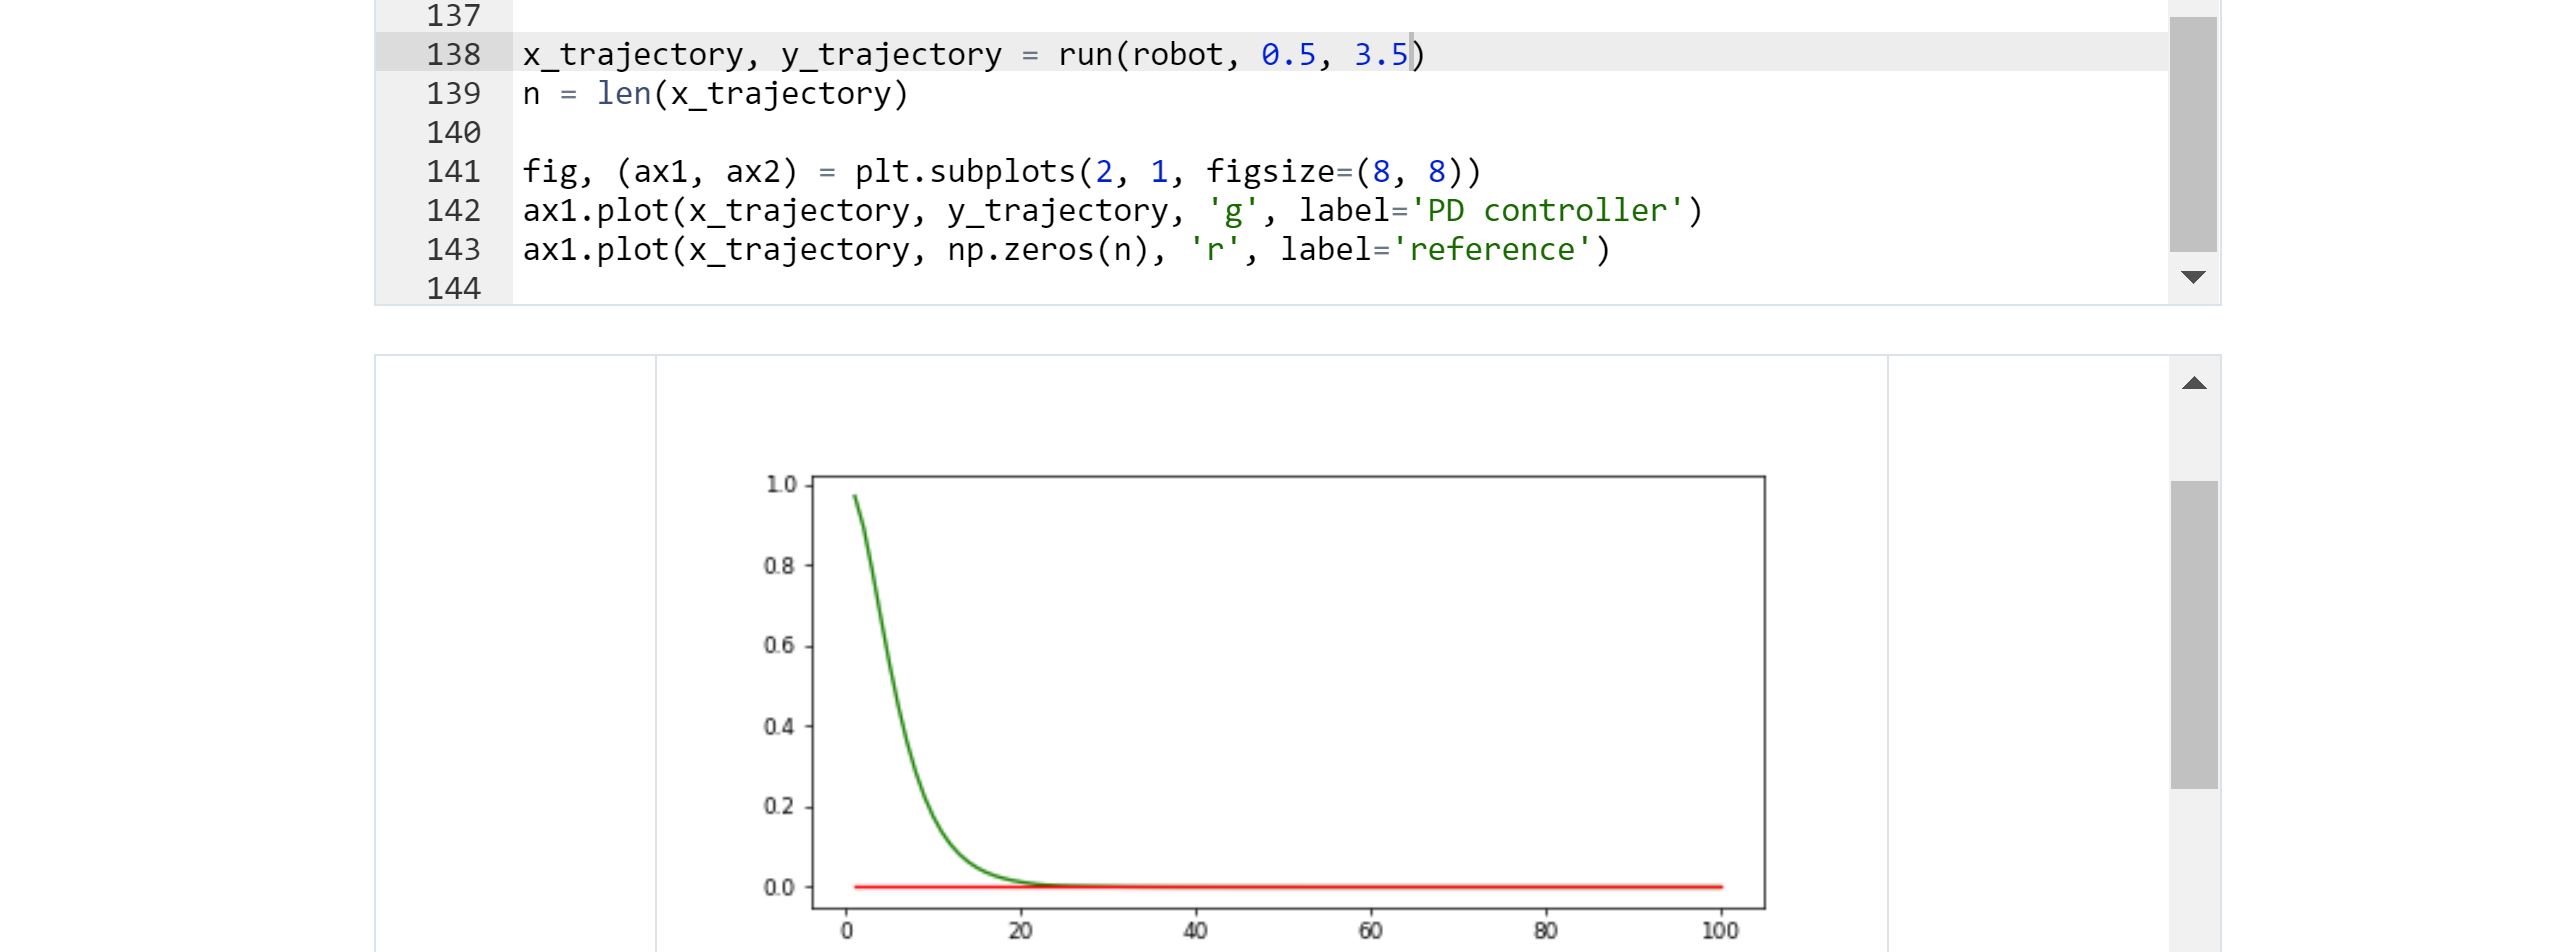 137
138 x_trajectory, y_trajectory = run(robot, 0.5, 3.5)
139 n = len(x_trajectory)
140
141 fig, (ax1, ax2) = plt.subplots(2, 1, figsize=(8, 8))
142 ax1.plot(x_trajectory, y_trajectory, 'g', label='PD controller')
143 ax1.plot(x_trajectory, np.zeros(n), 'r', label='reference')
144
1.0
0.8
0.6
0.4
0.2
0.0
0 20 40 60 80 100